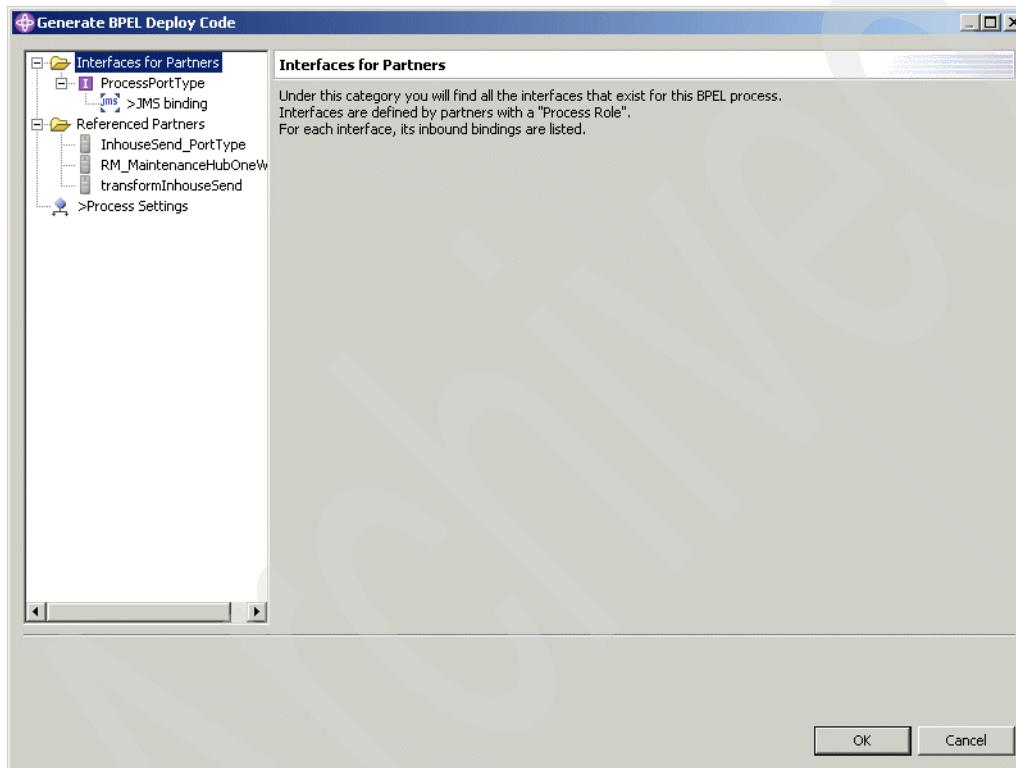 Generate BPEL Deploy Code
Interfaces for Partners
ProcessPortType
jms >JMS binding
Referenced Partners
InhouseSend_PortType
RM_MaintenanceHubOneW
transformInhouseSend
>Process Settings
Interfaces for Partners
Under this category you will find all the interfaces that exist for this BPEL process.
Interfaces are defined by partners with a "Process Role".
For each interface, its inbound bindings are listed.
OK Cancel
Archived